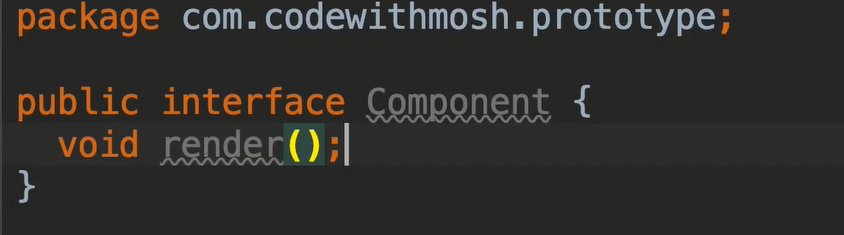 package com.codewithmosh.prototype;
public interface Component {
void render();
}